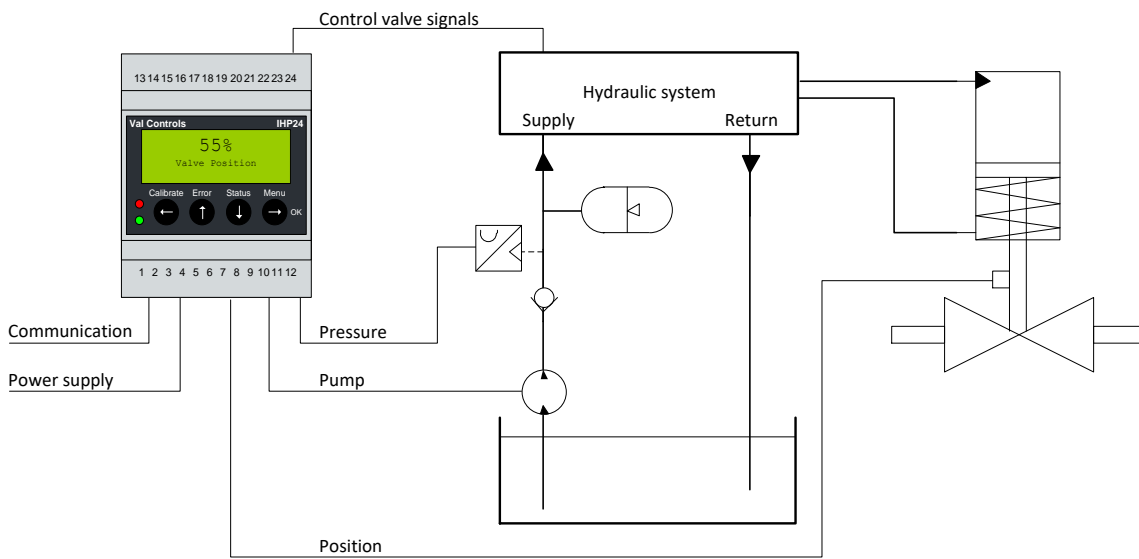 Control valve signals
13 14 15 16 17 18 19 20 21 22 23 24
Val Controls IHP24
55%
Valve Position
Calibrate Error Status Menu
OK
1 2 3 4 5 6 7 8 9 10 11 12
Hydraulic system
Supply Return
Communication
Pressure
Power supply
Pump
Position